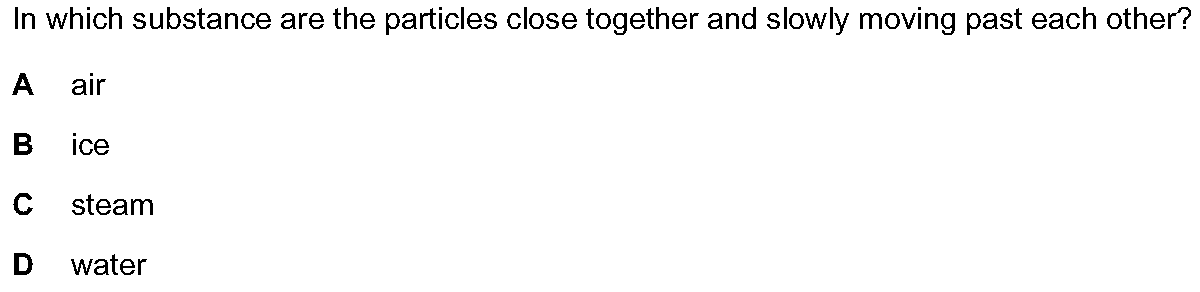 In which substance are the particles close together and slowly moving past each other?
A air
B ice
C steam
D water